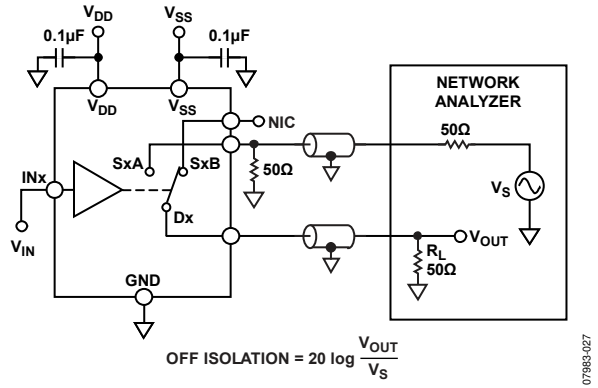 VDD VSS
0.1µF 0.1µF
VDD VSS
NIC
SxA SxB
50Ω
INx
Dx
VIN
GND
NETWORK
ANALYZER
50Ω
VS
VOUT
RL
50Ω
OFF ISOLATION = 20 log VOUT
VS
07983-027